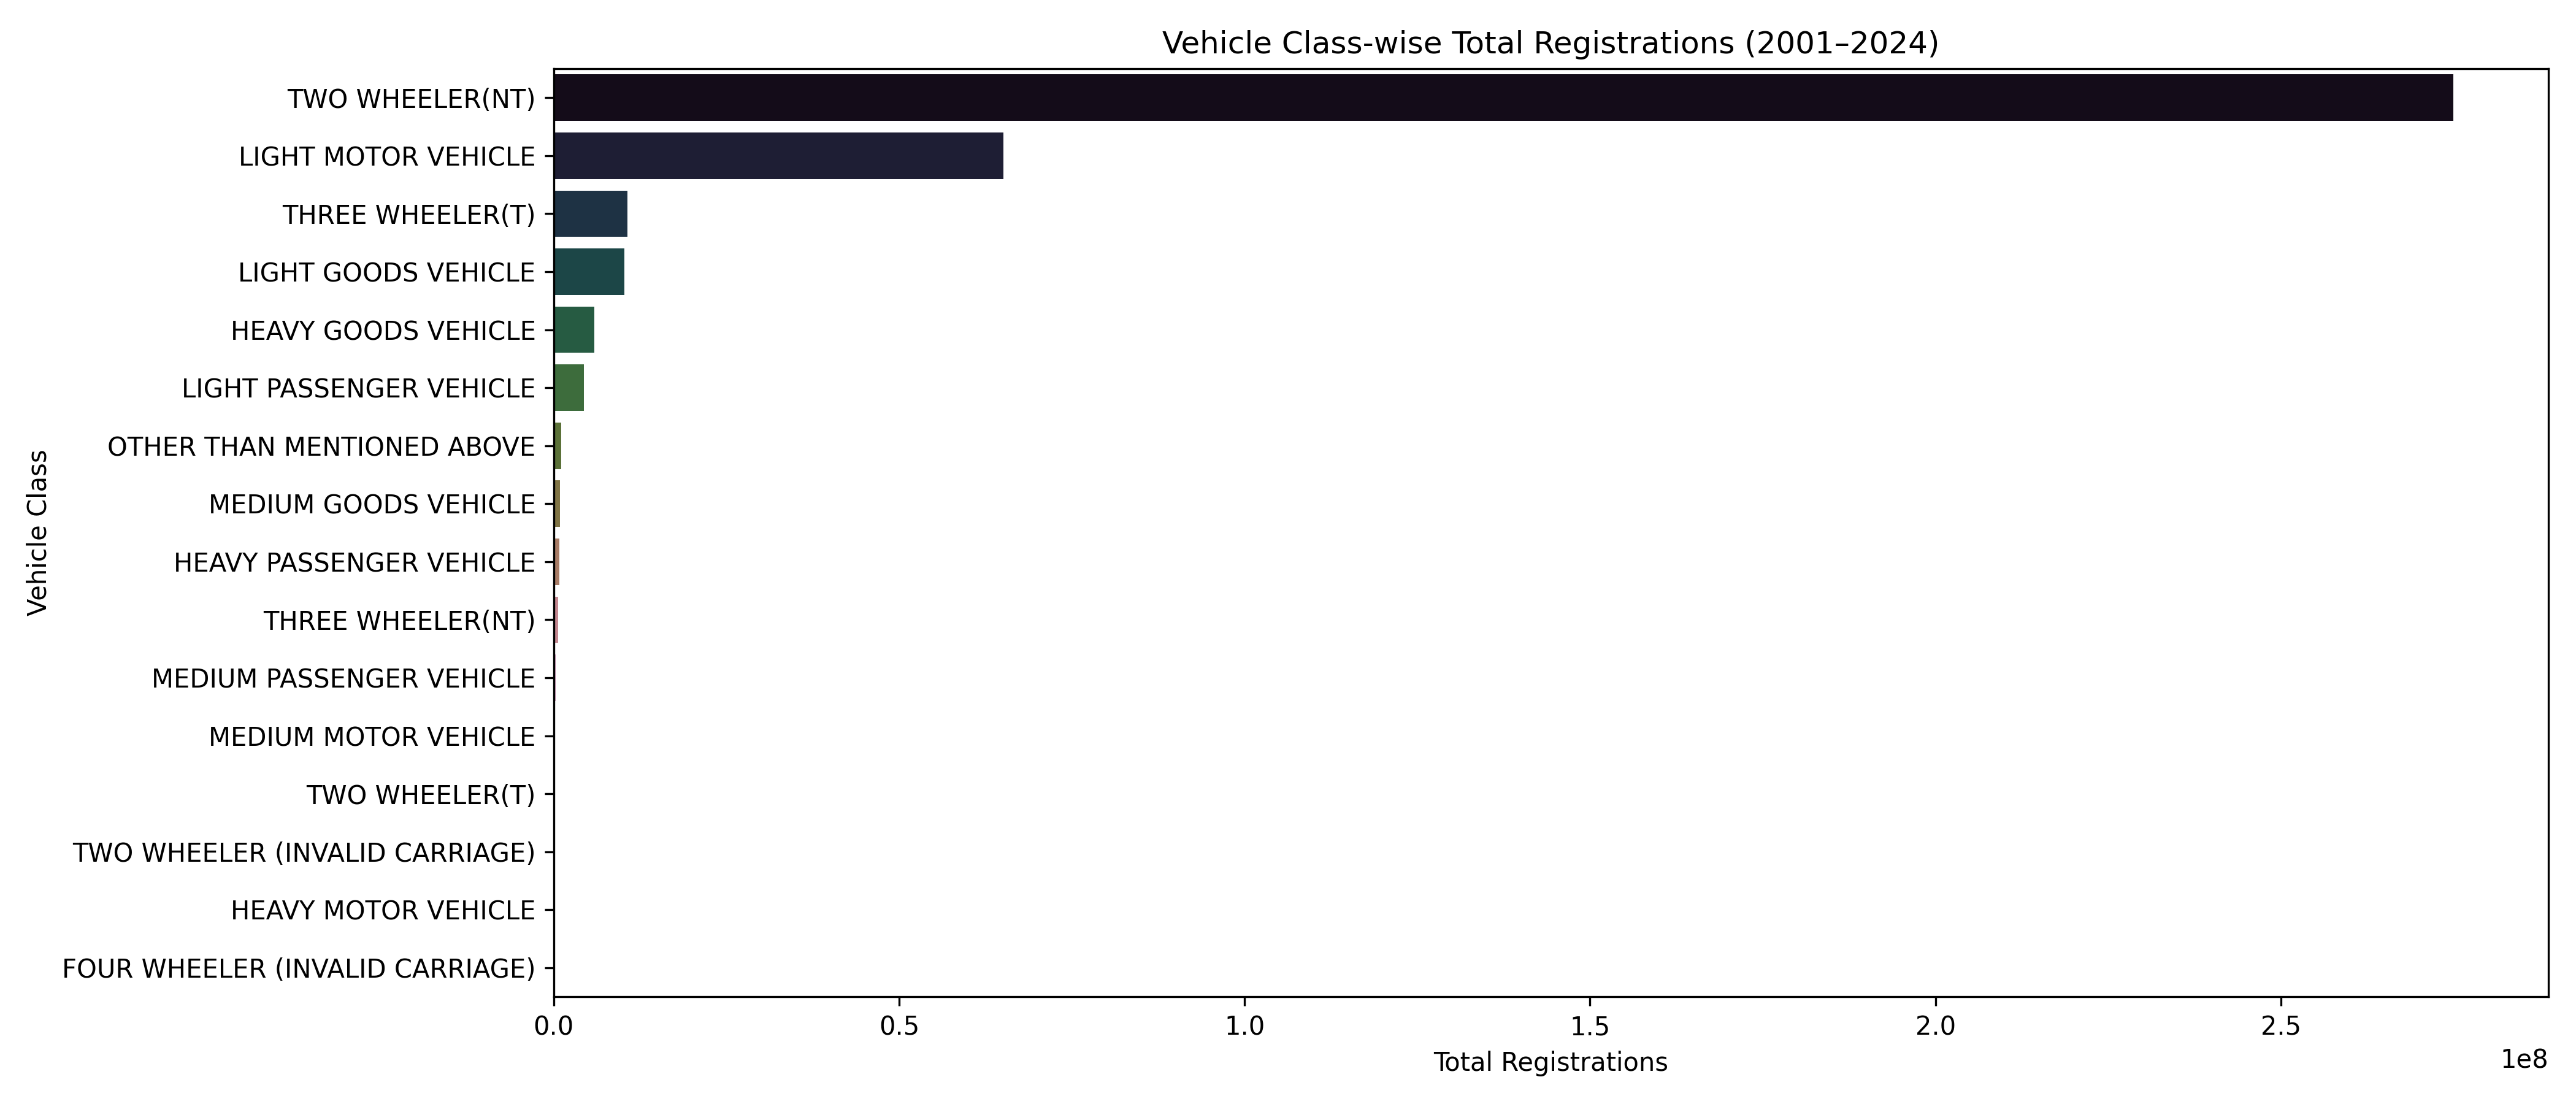 Vehicle Class-wise Total Registrations (2001–2024)
TWO WHEELER(NT)
LIGHT MOTOR VEHICLE
THREE WHEELER(T)
LIGHT GOODS VEHICLE
HEAVY GOODS VEHICLE
LIGHT PASSENGER VEHICLE
OTHER THAN MENTIONED ABOVE
MEDIUM GOODS VEHICLE
HEAVY PASSENGER VEHICLE
THREE WHEELER(NT)
MEDIUM PASSENGER VEHICLE
MEDIUM MOTOR VEHICLE
TWO WHEELER(T)
TWO WHEELER (INVALID CARRIAGE)
HEAVY MOTOR VEHICLE
FOUR WHEELER (INVALID CARRIAGE)
Vehicle Class
0.0 0.5 1.0 1.5 2.0 2.5
Total Registrations
1e8